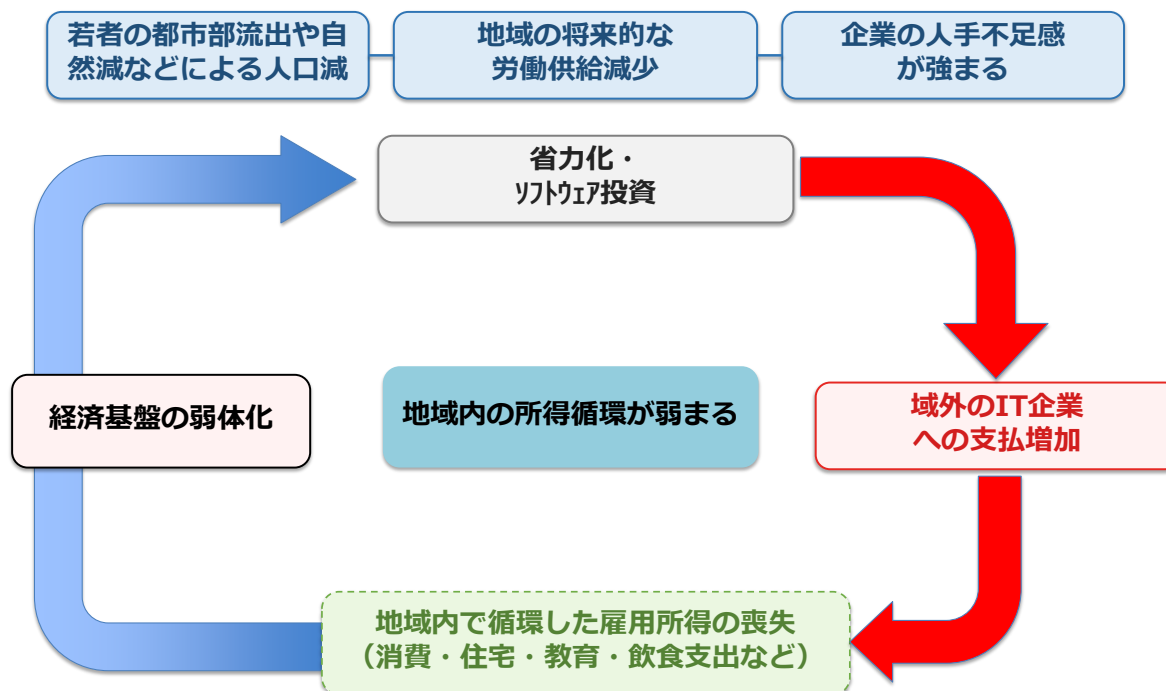 若者の都市部流出や自
然減などによる人口減
地域の将来的な
労働供給減少
企業の人手不足感
が強まる
省力化・
ｿﾌﾄｳｪｱ投資
経済基盤の弱体化
地域内の所得循環が弱まる
域外のIT企業
への支払増加
地域内で循環した雇用所得の喪失
（消費・住宅・教育・飲食支出など）